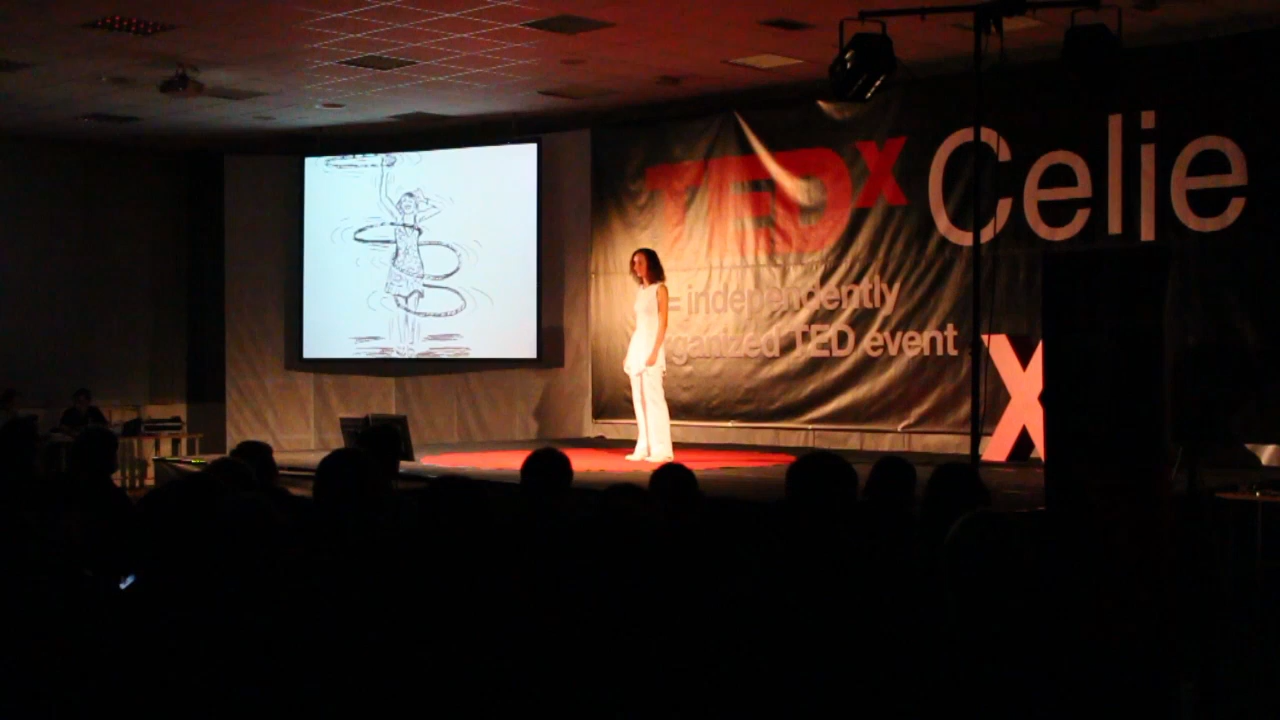 TEDx Celje
= independently
organized TED event
X